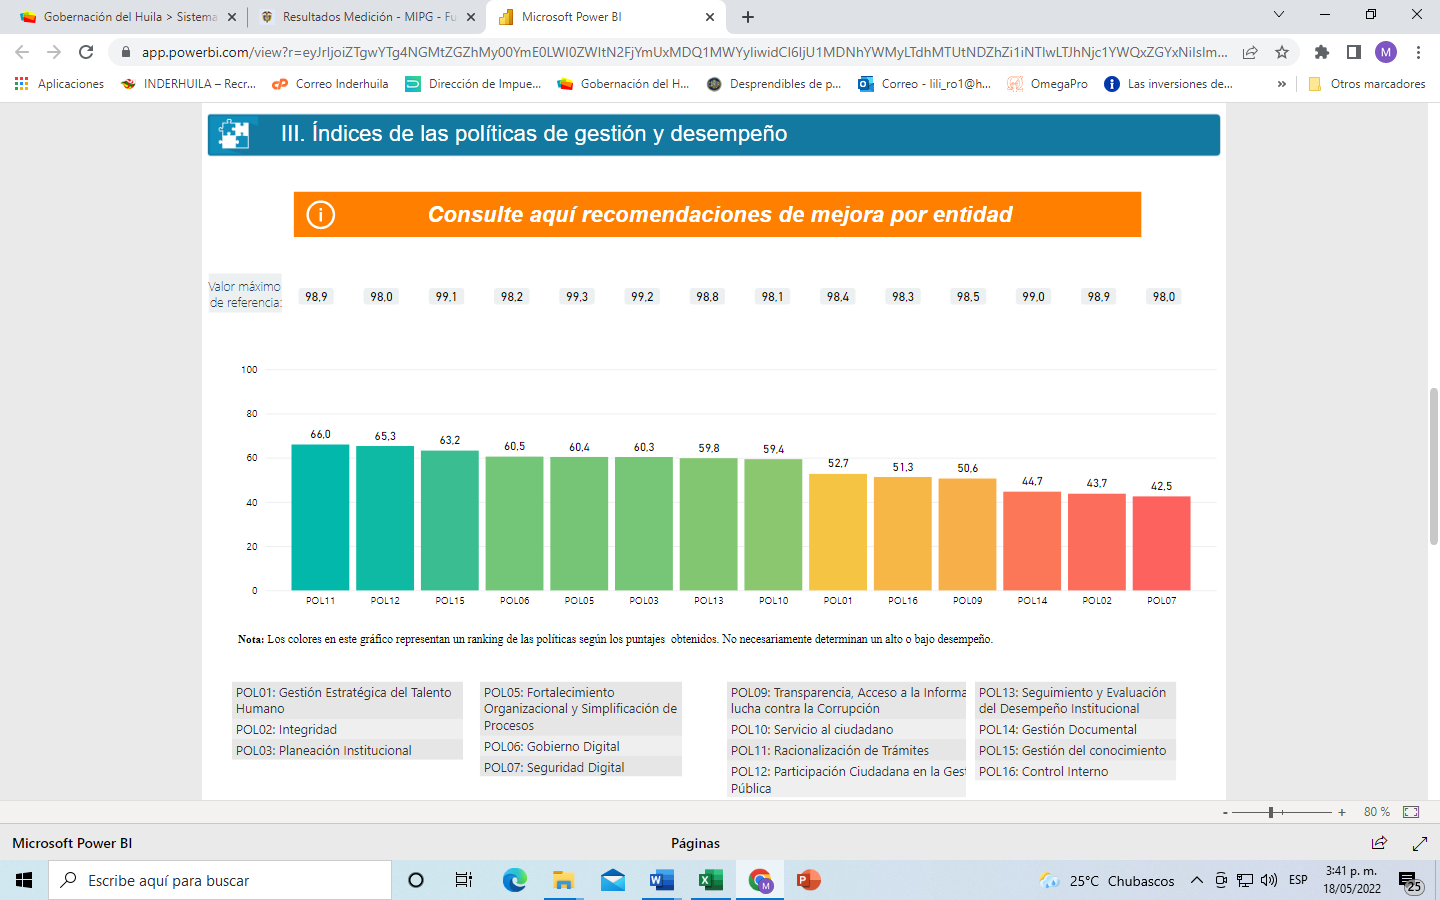 Gobernación del Huila > Sistema
Resultados Medición - MIPG - Fu
Microsoft Power BI
Aplicaciones
INDERHUILA – Recr...
Correo Inderhuila
Dirección de Impue...
Gobernación del H...
Desprendibles de p...
Correo - lili_ro1@h...
OmegaPro
Las inversiones de...
»
Otros marcadores
III. Índices de las políticas de gestión y desempeño
Consulte aquí recomendaciones de mejora por entidad
Valor máximo
de referencia:
98,9 98,0 99,1 98,2 99,3 99,2 98,8 98,1 98,4 98,3 98,5 99,0 98,9 98,0
100
80
60
40
20
0
66,0 65,3 63,2 60,5 60,4 60,3 59,8 59,4 52,7 51,3 50,6 44,7 43,7 42,5
POL11 POL12 POL15 POL06 POL05 POL03 POL13 POL10 POL01 POL16 POL09 POL14 POL02 POL07
Nota: Los colores en este gráfico representan un ranking de las políticas según los puntajes obtenidos. No necesariamente determinan un alto o bajo desempeño.
POL01: Gestión Estratégica del Talento
Humano
POL02: Integridad
POL03: Planeación Institucional
POL05: Fortalecimiento
Organizacional y Simplificación de
Procesos
POL06: Gobierno Digital
POL07: Seguridad Digital
POL09: Transparencia, Acceso a la Informa
lucha contra la Corrupción
POL10: Servicio al ciudadano
POL11: Racionalización de Trámites
POL12: Participación Ciudadana en la Gest
Pública
POL13: Seguimiento y Evaluación
del Desempeño Institucional
POL14: Gestión Documental
POL15: Gestión del conocimiento
POL16: Control Interno
- + 80 %
Microsoft Power BI
Páginas
Escribe aquí para buscar
25°C Chubascos
ESP
3:41 p. m.
18/05/2022
25